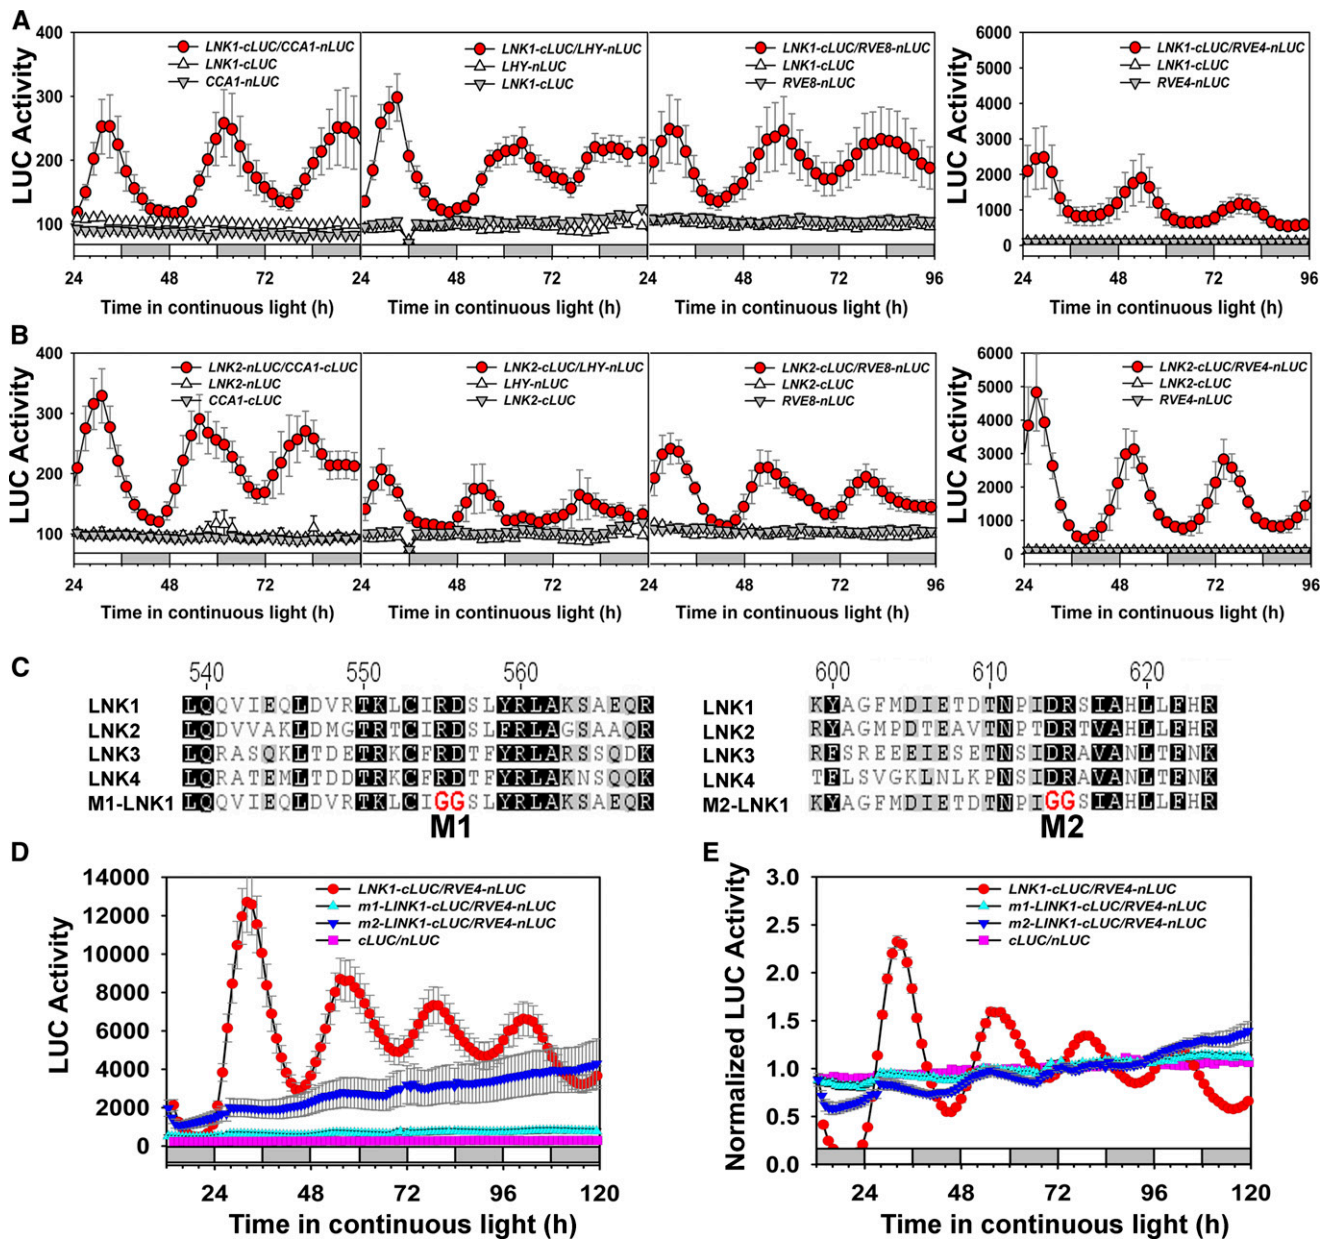 A
LUC Activity
400
300
200
100
LNK1-cLUC/CCA1-nLUC
LNK1-cLUC
CCA1-nLUC
LNK1-cLUC/LHY-nLUC
LHY-nLUC
LNK1-cLUC
LNK1-cLUC/RVE8-nLUC
LNK1-cLUC
RVE8-nLUC
24 48 72 24 48 72 24 48 72 96
Time in continuous light (h)
Time in continuous light (h)
Time in continuous light (h)
LUC Activity
6000
5000
4000
3000
2000
1000
0
LNK1-cLUC/RVE4-nLUC
LNK1-cLUC
RVE4-nLUC
24 48 72 96
Time in continuous light (h)
B
LUC Activity
400
300
200
100
LNK2-nLUC/CCA1-cLUC
LNK2-nLUC
CCA1-cLUC
LNK2-cLUC/LHY-nLUC
LHY-nLUC
LNK2-cLUC
LNK2-cLUC/RVE8-nLUC
LNK2-cLUC
RVE8-nLUC
24 48 72 24 48 72 24 48 72 96
Time in continuous light (h)
Time in continuous light (h)
Time in continuous light (h)
LUC Activity
6000
5000
4000
3000
2000
1000
0
LNK2-cLUC/RVE4-nLUC
LNK2-cLUC
RVE4-nLUC
24 48 72 96
Time in continuous light (h)
C
540 550 560
LNK1 LQQVIEQLDVRTKLCIRDSLYRLAKSAEQR
LNK2 LQDVVAKLDMGTRTCIRDSLFRLAGSAAQR
LNK3 LQRASQKLTDETRKCFRDTFYRLARSSQDK
LNK4 LQRATEMLTDDTRKCFRDTFYRLAKNSQQK
M1-LNK1 LQQVIEQLDVRTKLCIGGSLYRLAKSAEQR
M1
600 610 620
LNK1 KYAGFMDIETDTNPIDRSIAHLLFHR
LNK2 RYAGMPDTEAVTNPTDRTVAHLLFHR
LNK3 RFSREEEIESETNSIDRAVANLTFNK
LNK4 TFLSVGKLNLKPNSIDRAVANLTFNK
M2-LNK1 KYAGFMDIETDTNPIGGSIAHLLFHR
M2
D
LUC Activity
14000
12000
10000
8000
6000
4000
2000
0
LNK1-cLUC/RVE4-nLUC
m1-LINK1-cLUC/RVE4-nLUC
m2-LINK1-cLUC/RVE4-nLUC
cLUC/nLUC
24 48 72 96 120
Time in continuous light (h)
E
Normalized LUC Activity
3.0
2.5
2.0
1.5
1.0
0.5
0.0
LNK1-cLUC/RVE4-nLUC
m1-LINK1-cLUC/RVE4-nLUC
m2-LINK1-cLUC/RVE4-nLUC
cLUC/nLUC
24 48 72 96 120
Time in continuous light (h)